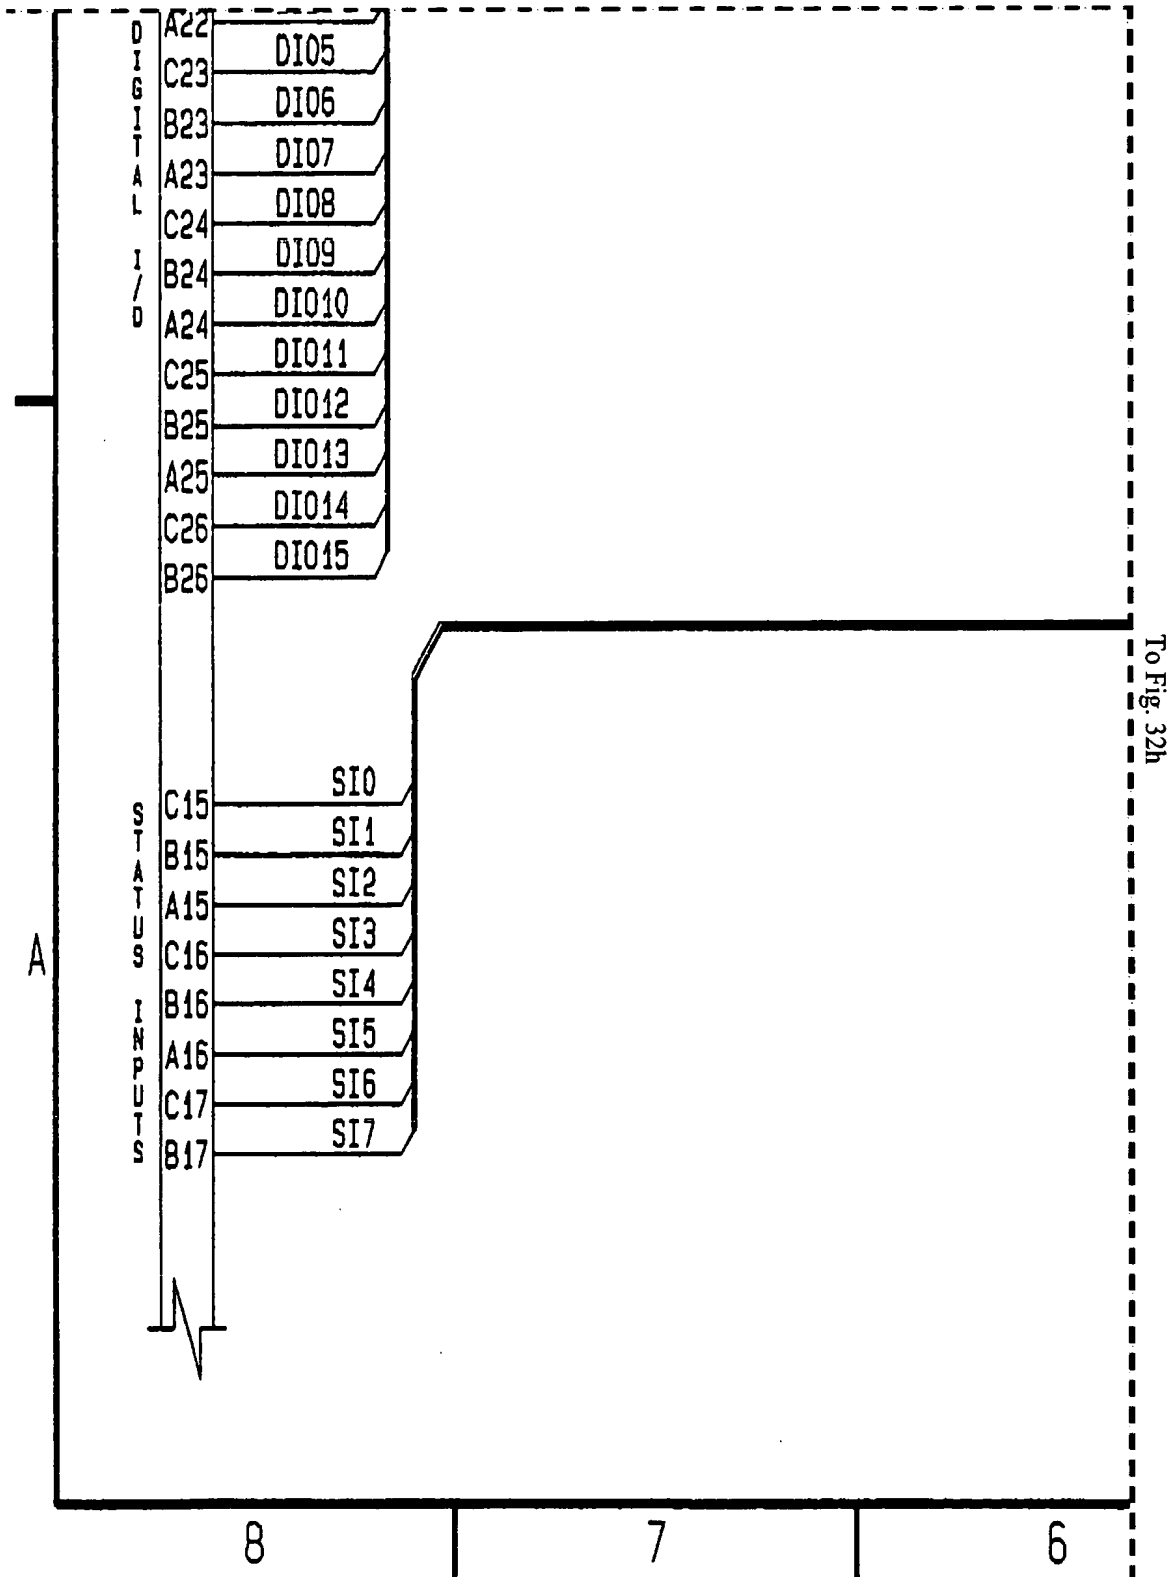 DIGITAL I/O
A22
DIO5
C23
DIO6
B23
DIO7
A23
DIO8
C24
DIO9
B24
DIO10
A24
DIO11
C25
DIO12
B25
DIO13
A25
DIO14
C26
DIO15
B26
To Fig. 32h
STATUS INPUTS
SI0
C15
SI1
B15
SI2
A15
SI3
C16
SI4
B16
SI5
A16
SI6
C17
SI7
B17
A
8
7
6